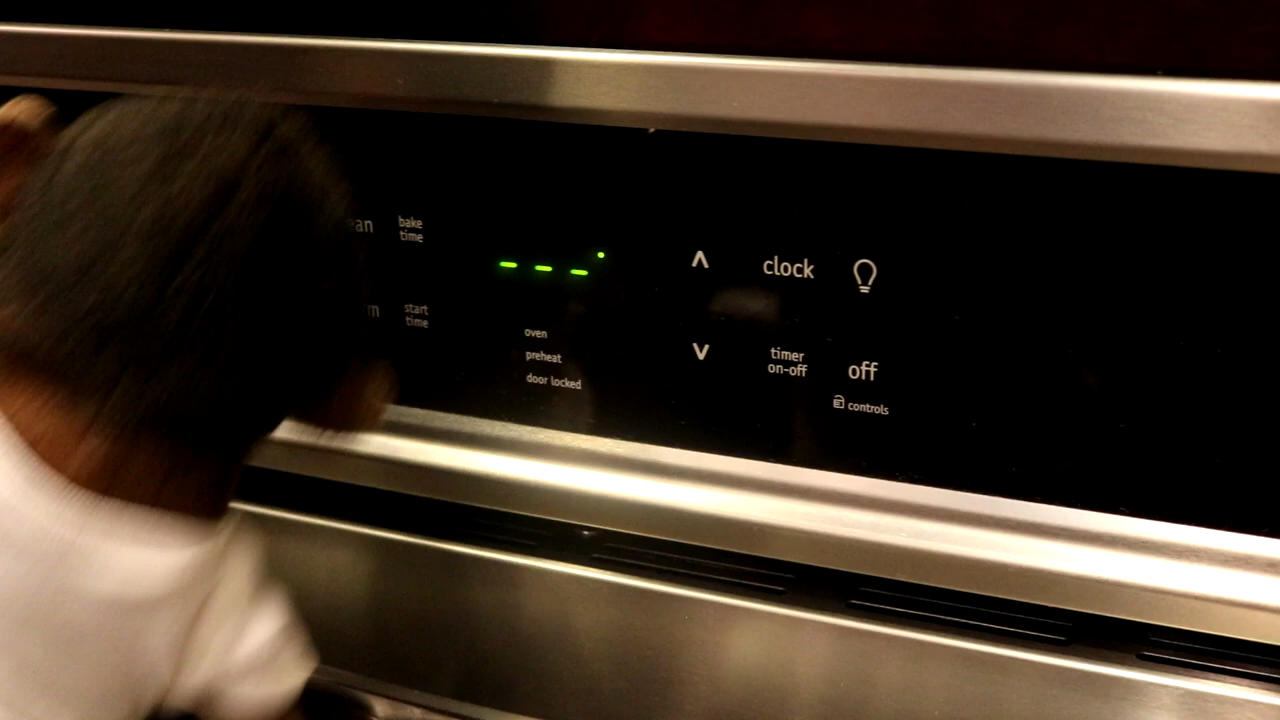 bake
time
start
time
- - -°
oven
preheat
door locked
^
clock
v
timer
on-off
off
controls